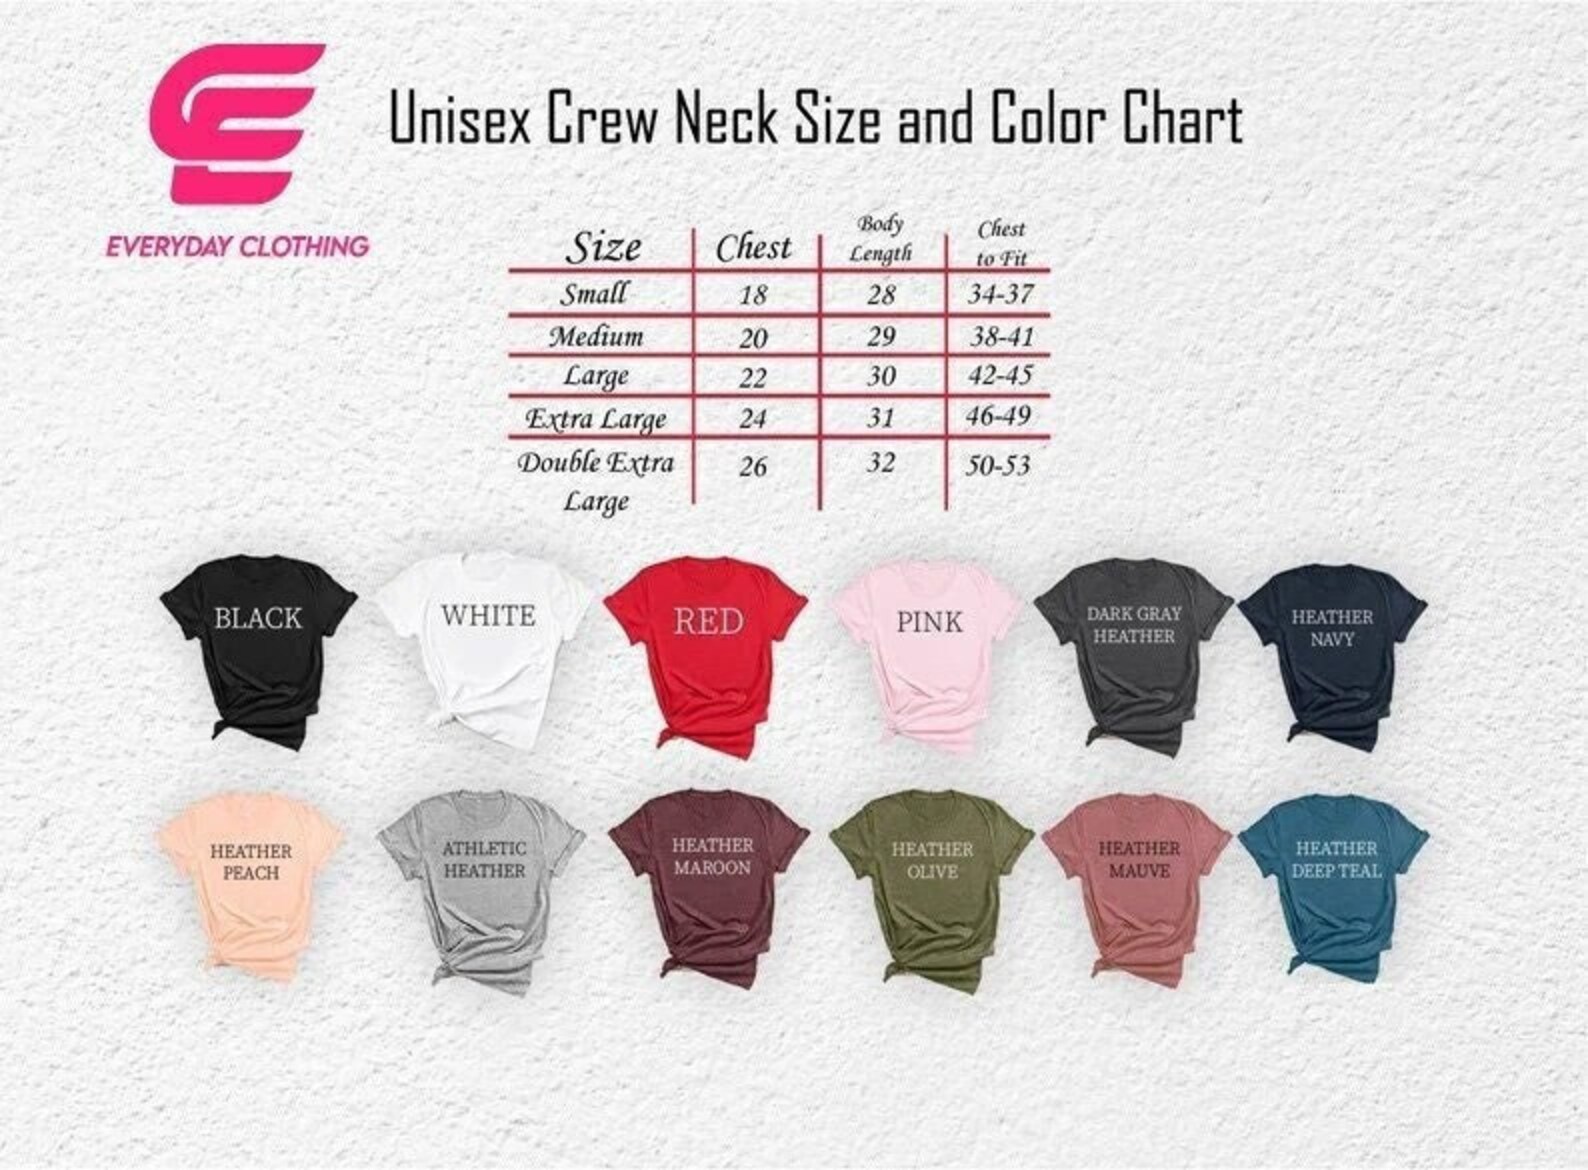 Unisex Crew Neck Size and Color Chart
EVERYDAY CLOTHING
Size Chest Body Length Chest to Fit
Small 18 28 34-37
Medium 20 29 38-41
Large 22 30 42-45
Extra Large 24 31 46-49
Double Extra Large 26 32 50-53
BLACK
WHITE
RED
PINK
DARK GRAY
HEATHER
HEATHER
NAVY
HEATHER
PEACH
ATHLETIC
HEATHER
HEATHER
MAROON
HEATHER
OLIVE
HEATHER
MAUVE
HEATHER
DEEP TEAL